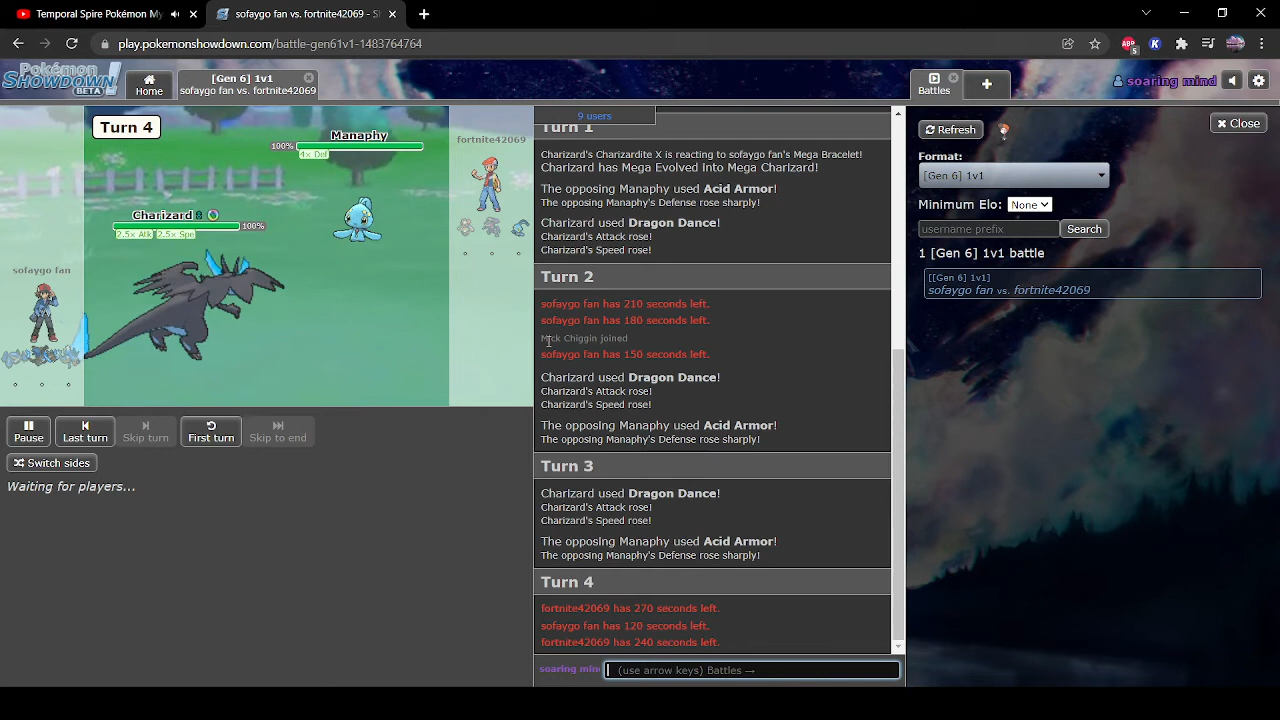 Temporal Spire Pokémon My
sofaygo fan vs. fortnite42069 - S
play.pokemonshowdown.com/battle-gen61v1-1483764764
ABP
5
K
Pokémon
SHOWDOWN!
BETA
Home
[Gen 6] 1v1
sofaygo fan vs. fortnite42069
Battles
soaring mind
Turn 4
Manaphy
100%
4× Def
fortnite42069
Charizard
100%
2.5× Atk 2.5× Spe
sofaygo fan
Pause
Last turn
Skip turn
First turn
Skip to end
Switch sides
Waiting for players...
9 users
Turn 1
Charizard's Charizardite X is reacting to sofaygo fan's Mega Bracelet!
Charizard has Mega Evolved into Mega Charizard!
The opposing Manaphy used Acid Armor!
The opposing Manaphy's Defense rose sharply!
Charizard used Dragon Dance!
Charizard's Attack rose!
Charizard's Speed rose!
Turn 2
sofaygo fan has 210 seconds left.
sofaygo fan has 180 seconds left.
Chiggin joined
sofaygo fan has 150 seconds left.
Charizard used Dragon Dance!
Charizard's Attack rose!
Charizard's Speed rose!
The opposing Manaphy used Acid Armor!
The opposing Manaphy's Defense rose sharply!
Turn 3
Charizard used Dragon Dance!
Charizard's Attack rose!
Charizard's Speed rose!
The opposing Manaphy used Acid Armor!
The opposing Manaphy's Defense rose sharply!
Turn 4
fortnite42069 has 270 seconds left.
sofaygo fan has 120 seconds left.
fortnite42069 has 240 seconds left.
soaring mind (use arrow keys) Battles →
Refresh
Close
Format:
[Gen 6] 1v1
Minimum Elo: None
username prefix Search
1 [Gen 6] 1v1 battle
[[Gen 6] 1v1]
sofaygo fan vs. fortnite42069